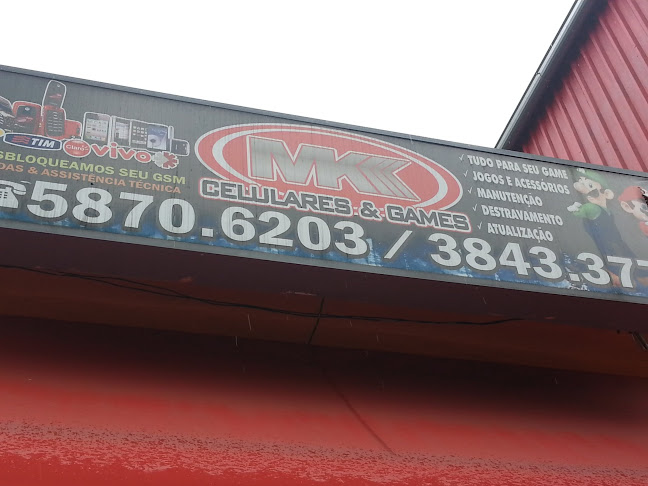 TIM
Claro
vivo
SBLOQUEAMOS SEU GSM
DAS & ASSISTÊNCIA TÉCNICA
MK
CELULARES & GAMES
TUDO PARA SEU GAME
JOGOS E ACESSÓRIOS
MANUTENÇÃO
DESTRAVAMENTO
ATUALIZAÇÃO
5870.6203 / 3843.377